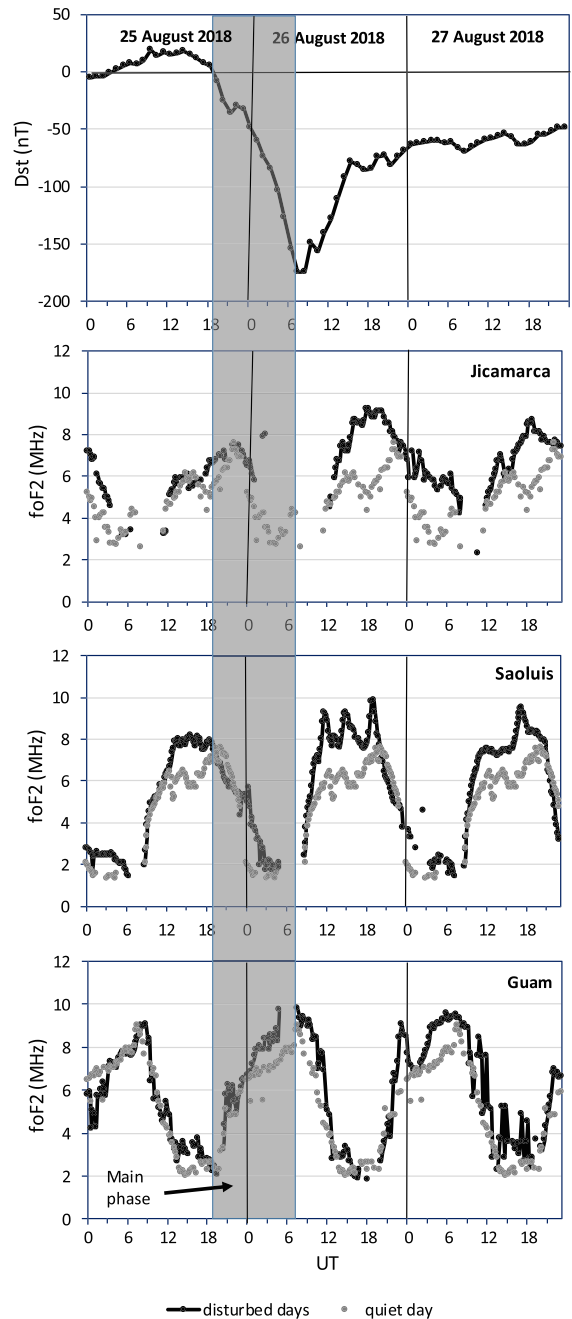 25 August 2018 26 August 2018 27 August 2018
50
0
-50
-100
-150
-200
Dst (nT)
0 6 12 18 0 6 12 18 0 6 12 18
Jicamarca
12
10
8
6
4
2
0
foF2 (MHz)
0 6 12 18 0 6 12 18 0 6 12 18
Saoluis
12
10
8
6
4
2
0
foF2 (MHz)
0 6 12 18 0 6 12 18 0 6 12 18
Guam
12
10
8
6
4
2
0
foF2 (MHz)
Main
phase
0 6 12 18 0 6 12 18 0 6 12 18
UT
disturbed days quiet day